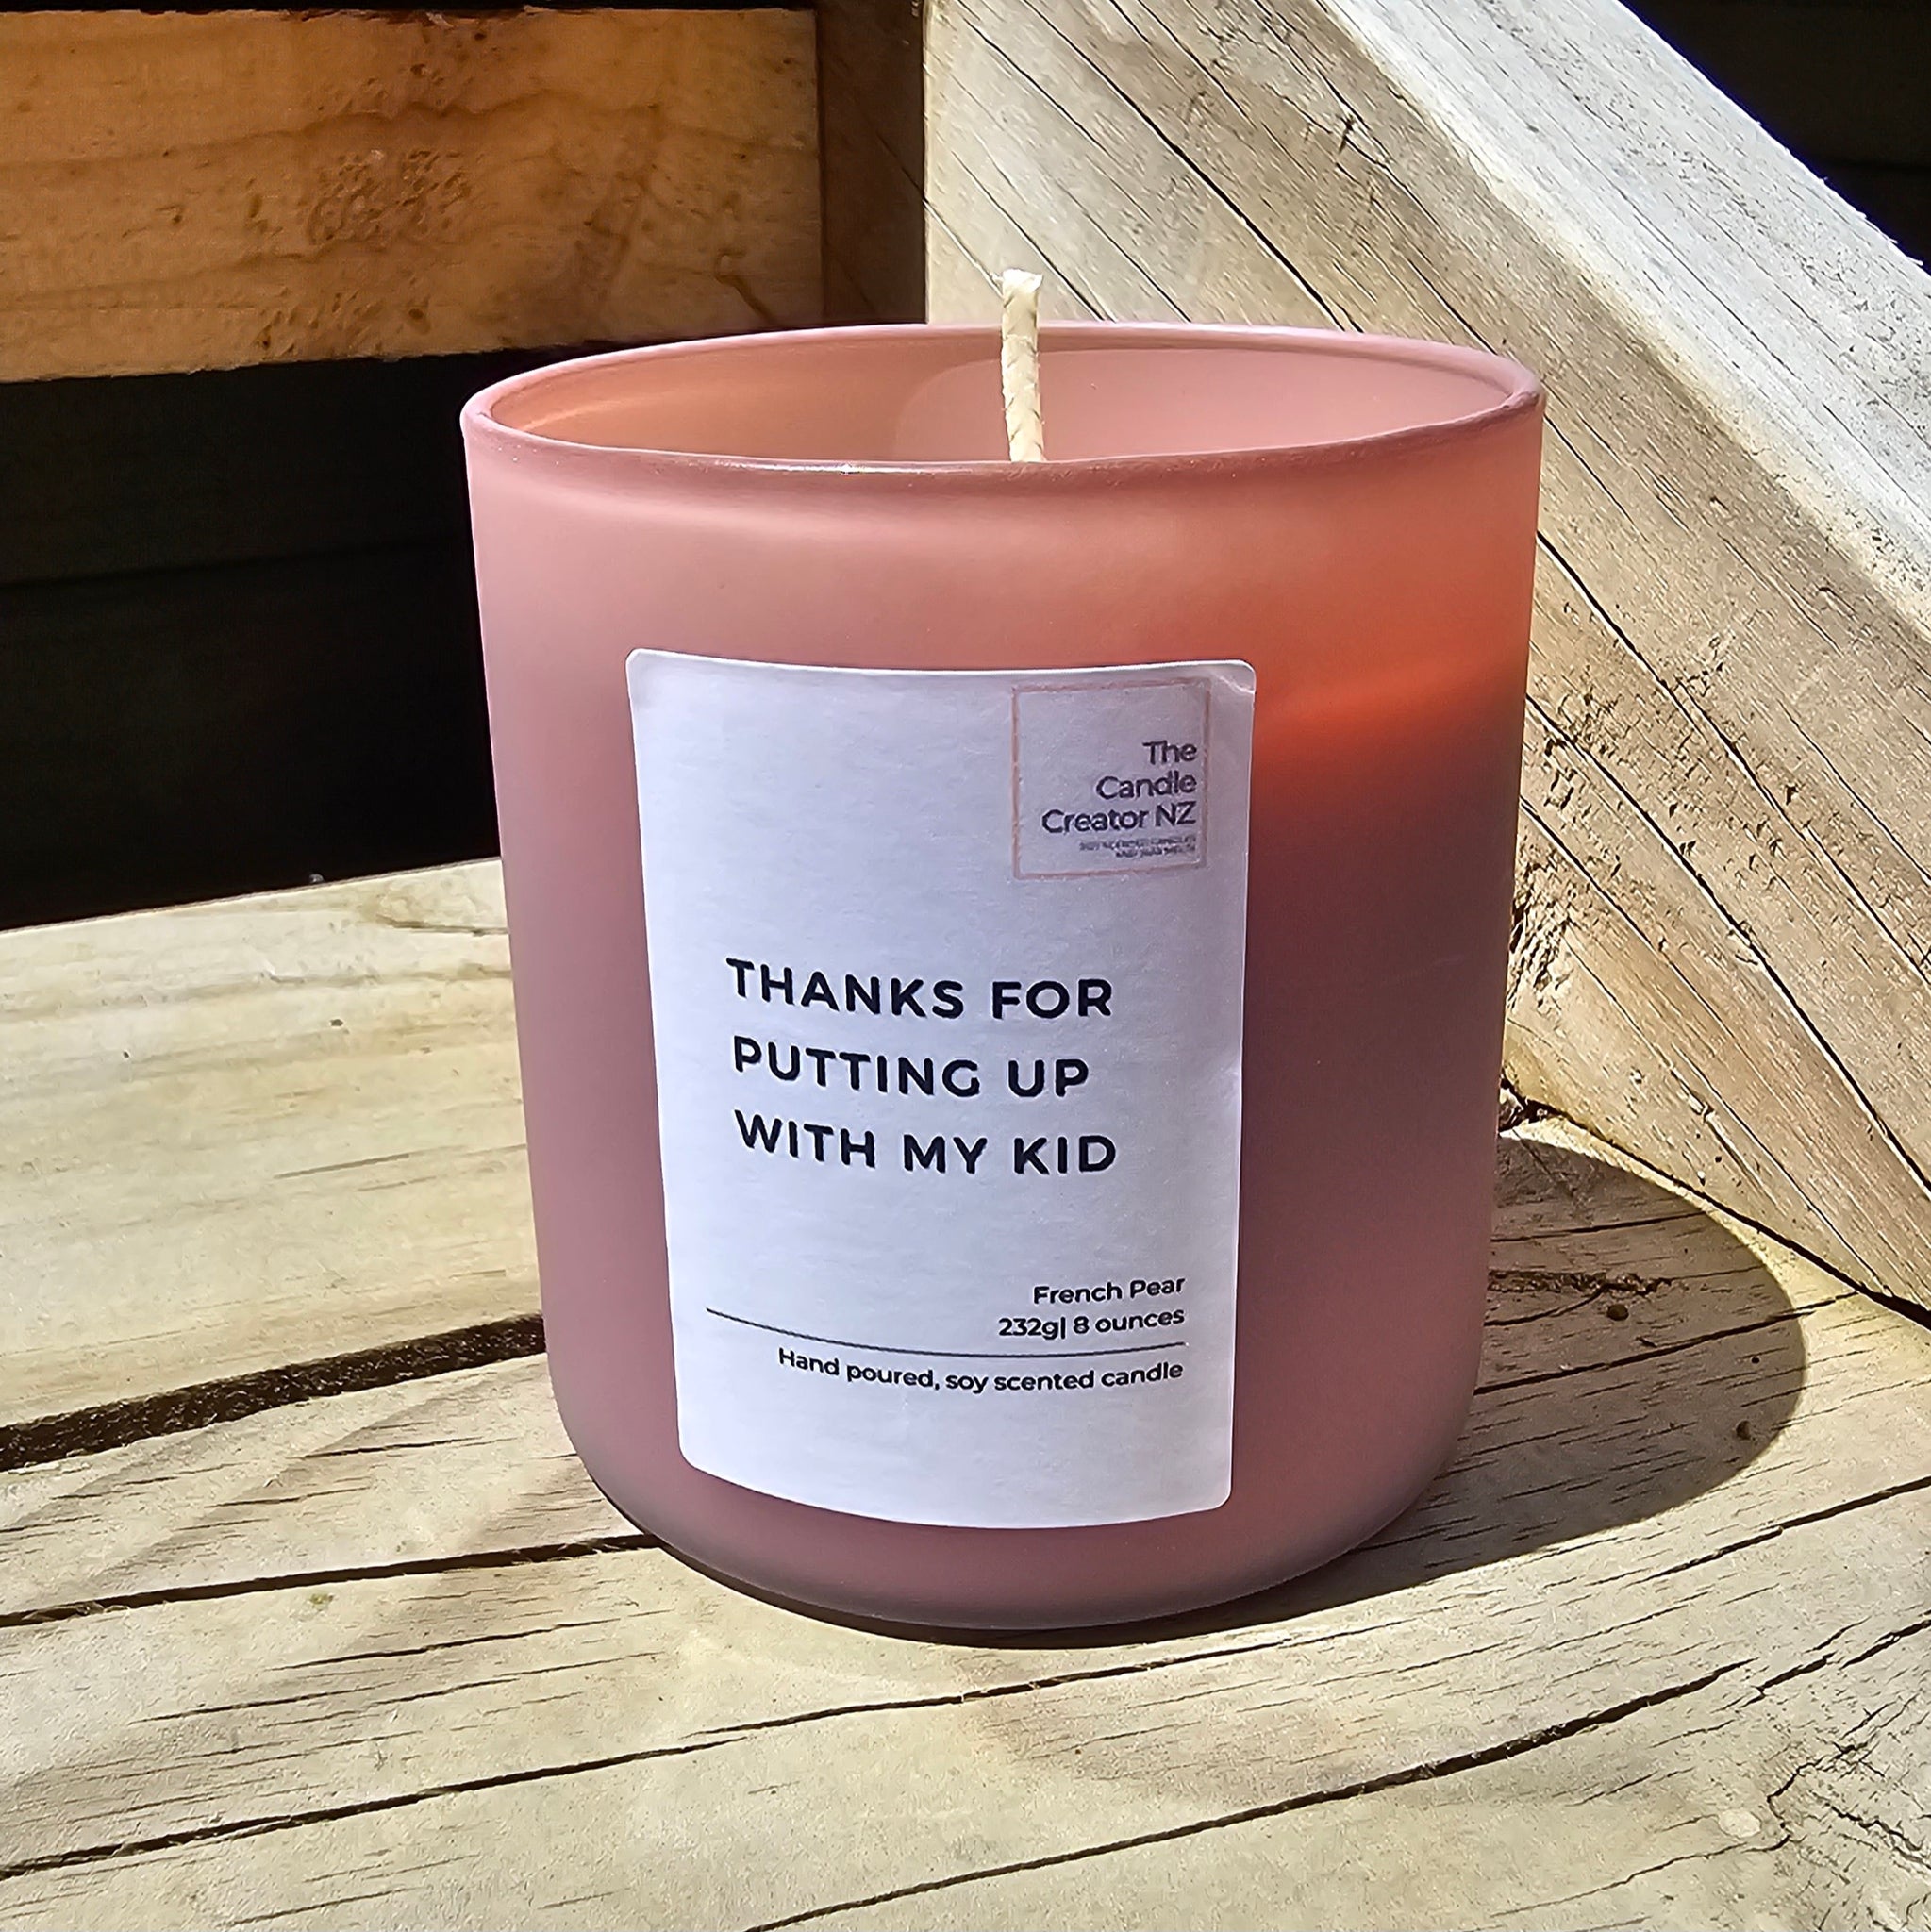 The
Candle
Creator NZ
THANKS FOR
PUTTING UP
WITH MY KID
French Pear
232g| 8 ounces
Hand poured, soy scented candle